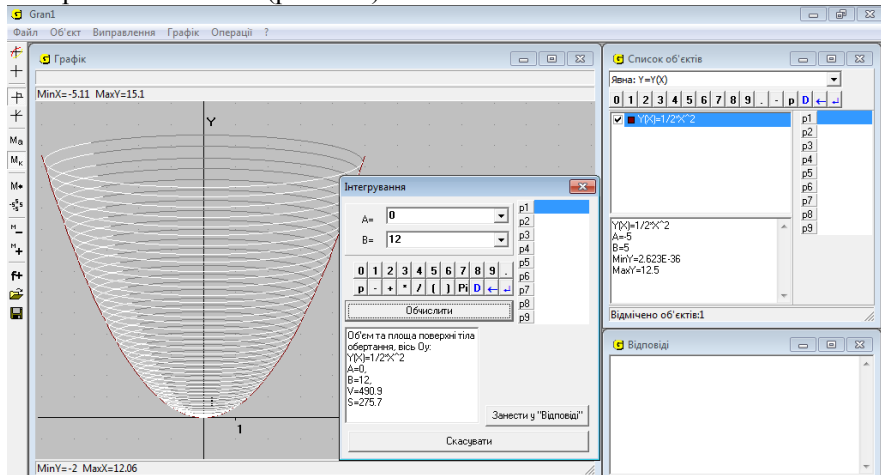 Gran1
Файл Об'єкт Виправлення Графік Операції ?
Графік
MinX=-5.11 MaxY=15.1
Y
1
MinY=-2 MaxX=12.06
Ma
Mк
M*
f+
Інтегрування
A= 0
B= 12
0 1 2 3 4 5 6 7 8 9 .
p - + * / ( ) Pi D ← ↵
Обчислити
p1
p2
p3
p4
p5
p6
p7
p8
p9
Об'єм та площа поверхні тіла
обертання, вісь Oy:
Y(X)=1/2*X^2
A=0,
B=12,
V=490.9
S=275.7
Занести у "Відповіді"
Скасувати
Список об'єктів
Явна: Y=Y(X)
0 1 2 3 4 5 6 7 8 9 . - p D ← ↵
Y(X)=1/2*X^2
p1
p2
p3
p4
p5
p6
p7
p8
p9
Y(X)=1/2*X^2
A=-5
B=5
MinY=2.623E-36
MaxY=12.5
Відмічено об'єктів:1
Відповіді